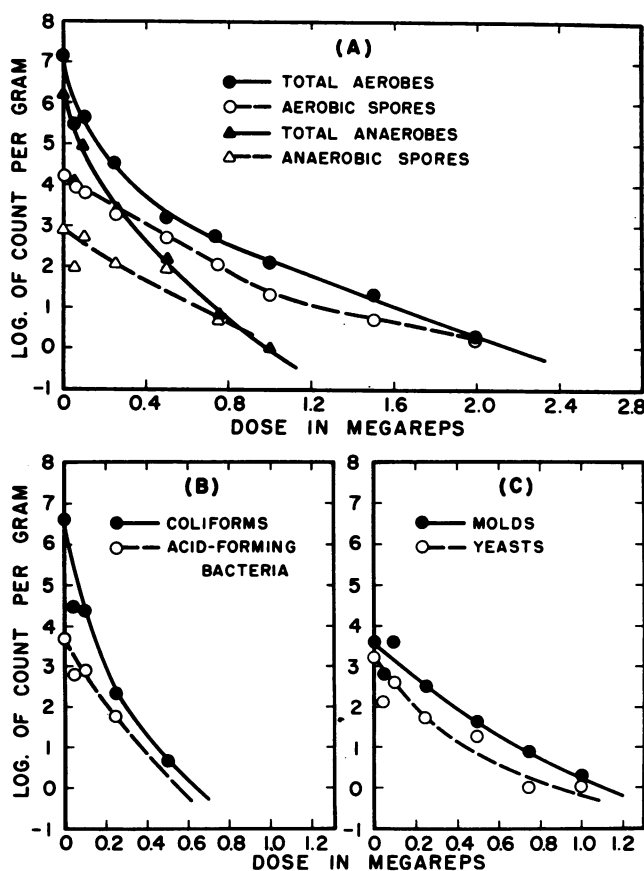 (A)
TOTAL AEROBES
AEROBIC SPORES
TOTAL ANAEROBES
ANAEROBIC SPORES
LOG. OF COUNT PER GRAM
8
7
6
5
4
3
2
1
0
-1
0 0.4 0.8 1.2 1.6 2.0 2.4 2.8
DOSE IN MEGAREPS
(B)
COLIFORMS
ACID-FORMING
BACTERIA
LOG. OF COUNT PER GRAM
8
7
6
5
4
3
2
1
0
-1
0 0.2 0.4 0.6 0.8 1.0 1.2
(C)
MOLDS
YEASTS
8
7
6
5
4
3
2
1
0
-1
0 0.2 0.4 0.6 0.8 1.0 1.2
DOSE IN MEGAREPS